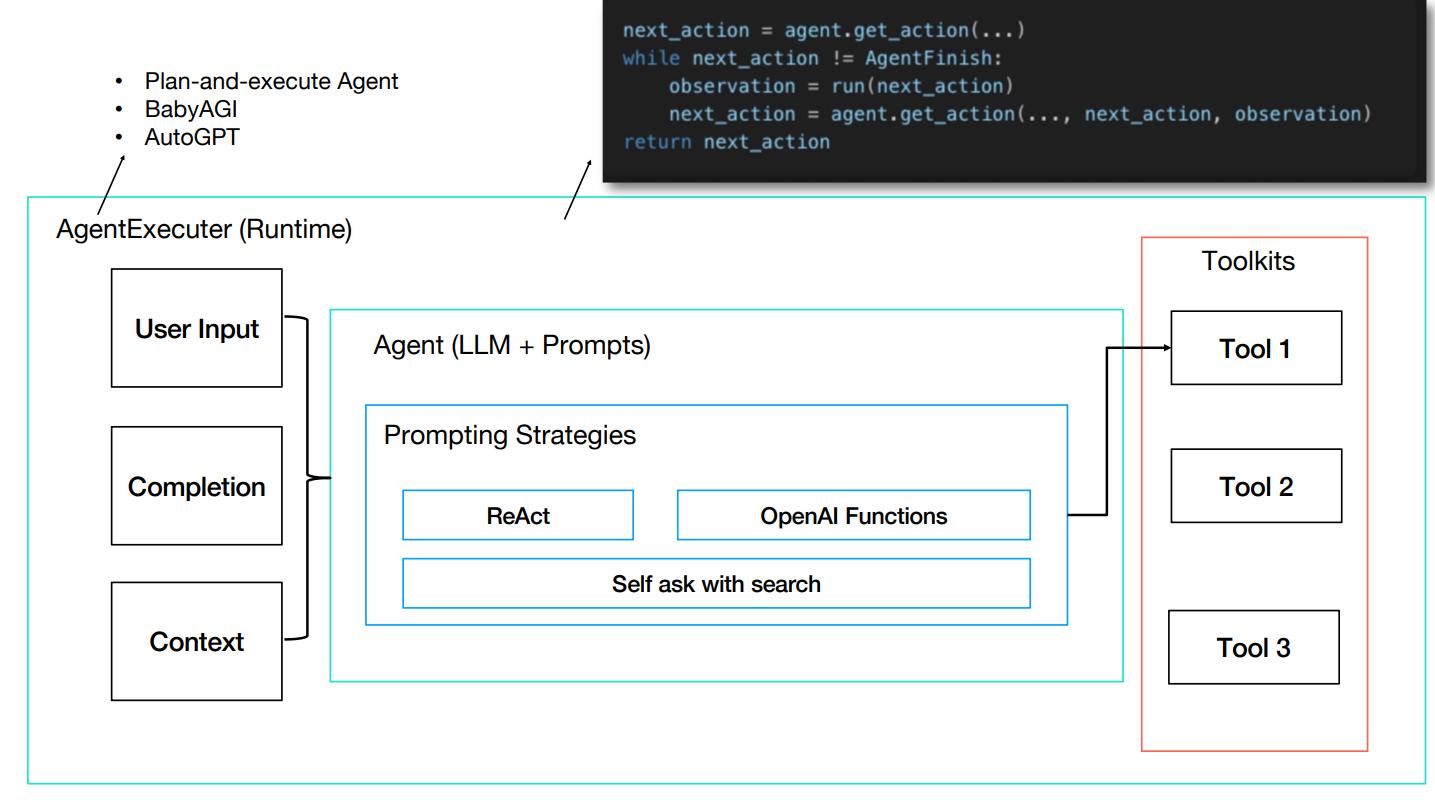 next_action = agent.get_action(...)
while next_action != AgentFinish:
    observation = run(next_action)
    next_action = agent.get_action(..., next_action, observation)
return next_action
• Plan-and-execute Agent
• BabyAGI
• AutoGPT
AgentExecuter (Runtime)
User Input
Completion
Context
Agent (LLM + Prompts)
Prompting Strategies
ReAct
OpenAI Functions
Self ask with search
Toolkits
Tool 1
Tool 2
Tool 3